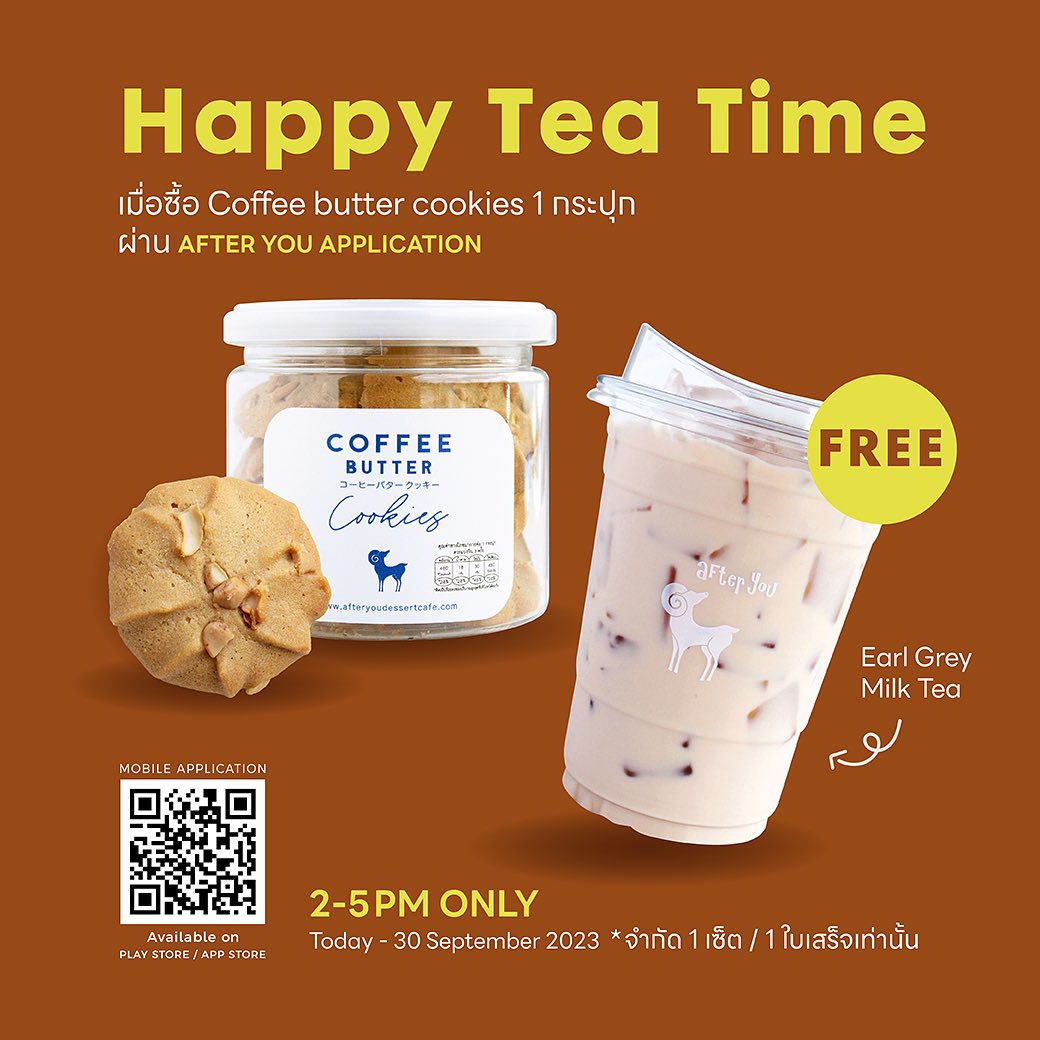 Happy Tea Time
เมื่อซื้อ Coffee butter cookies 1 กระปุก
ผ่าน AFTER YOU APPLICATION
COFFEE
BUTTER
コーヒーバタークッキー
Cookies
www.afteryoudessertcafe.com
FREE
after you
Earl Grey
Milk Tea
MOBILE APPLICATION
Available on
PLAY STORE / APP STORE
2-5PM ONLY
Today - 30 September 2023 *จำกัด 1 เซ็ต / 1 ใบเสร็จเท่านั้น